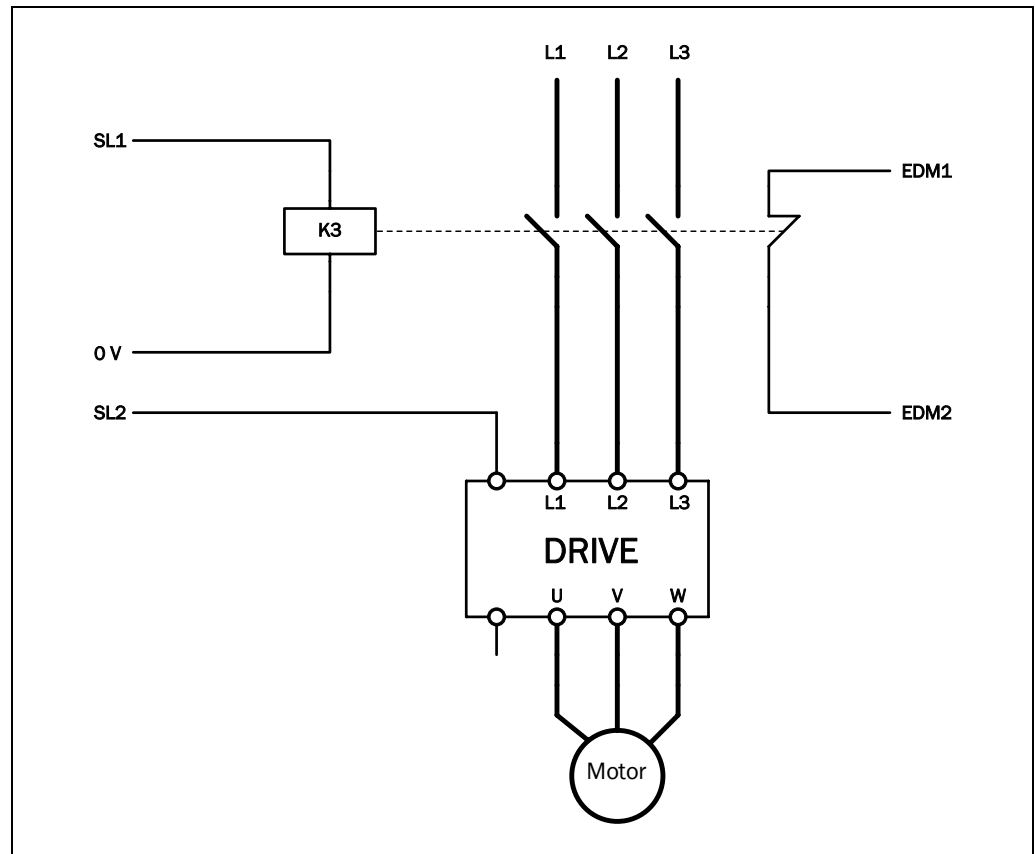 L1 L2 L3
SL1
EDM1
K3
0 V
SL2
EDM2
L1 L2 L3
DRIVE
U V W
Motor